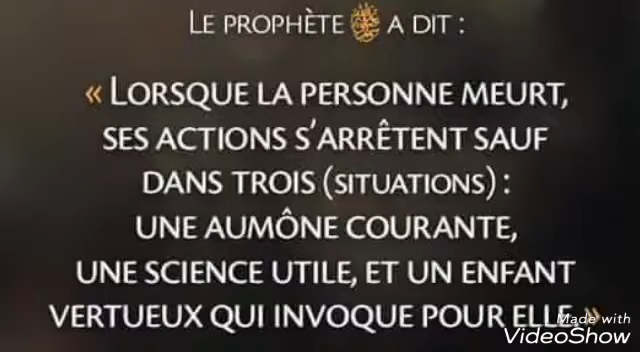 Le prophète ﷺ a dit :
« Lorsque la personne meurt,
ses actions s'arrêtent sauf
dans trois (situations) :
une aumône courante,
une science utile, et un enfant
vertueux qui invoque pour elle. »
Made with
VideoShow